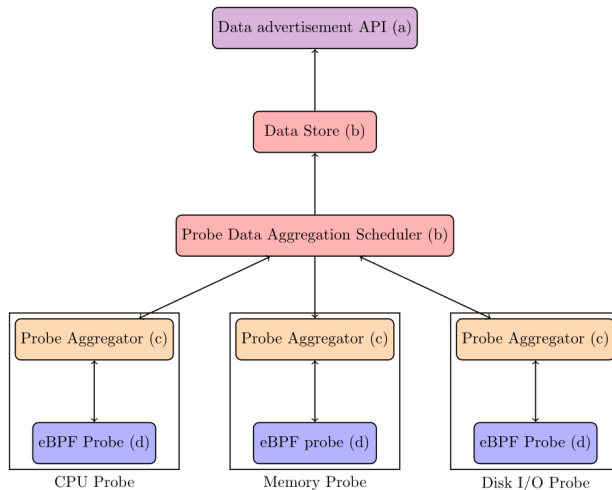 Data advertisement API (a)
Data Store (b)
Probe Data Aggregation Scheduler (b)
Probe Aggregator (c)
Probe Aggregator (c)
Probe Aggregator (c)
eBPF Probe (d)
eBPF probe (d)
eBPF Probe (d)
CPU Probe
Memory Probe
Disk I/O Probe